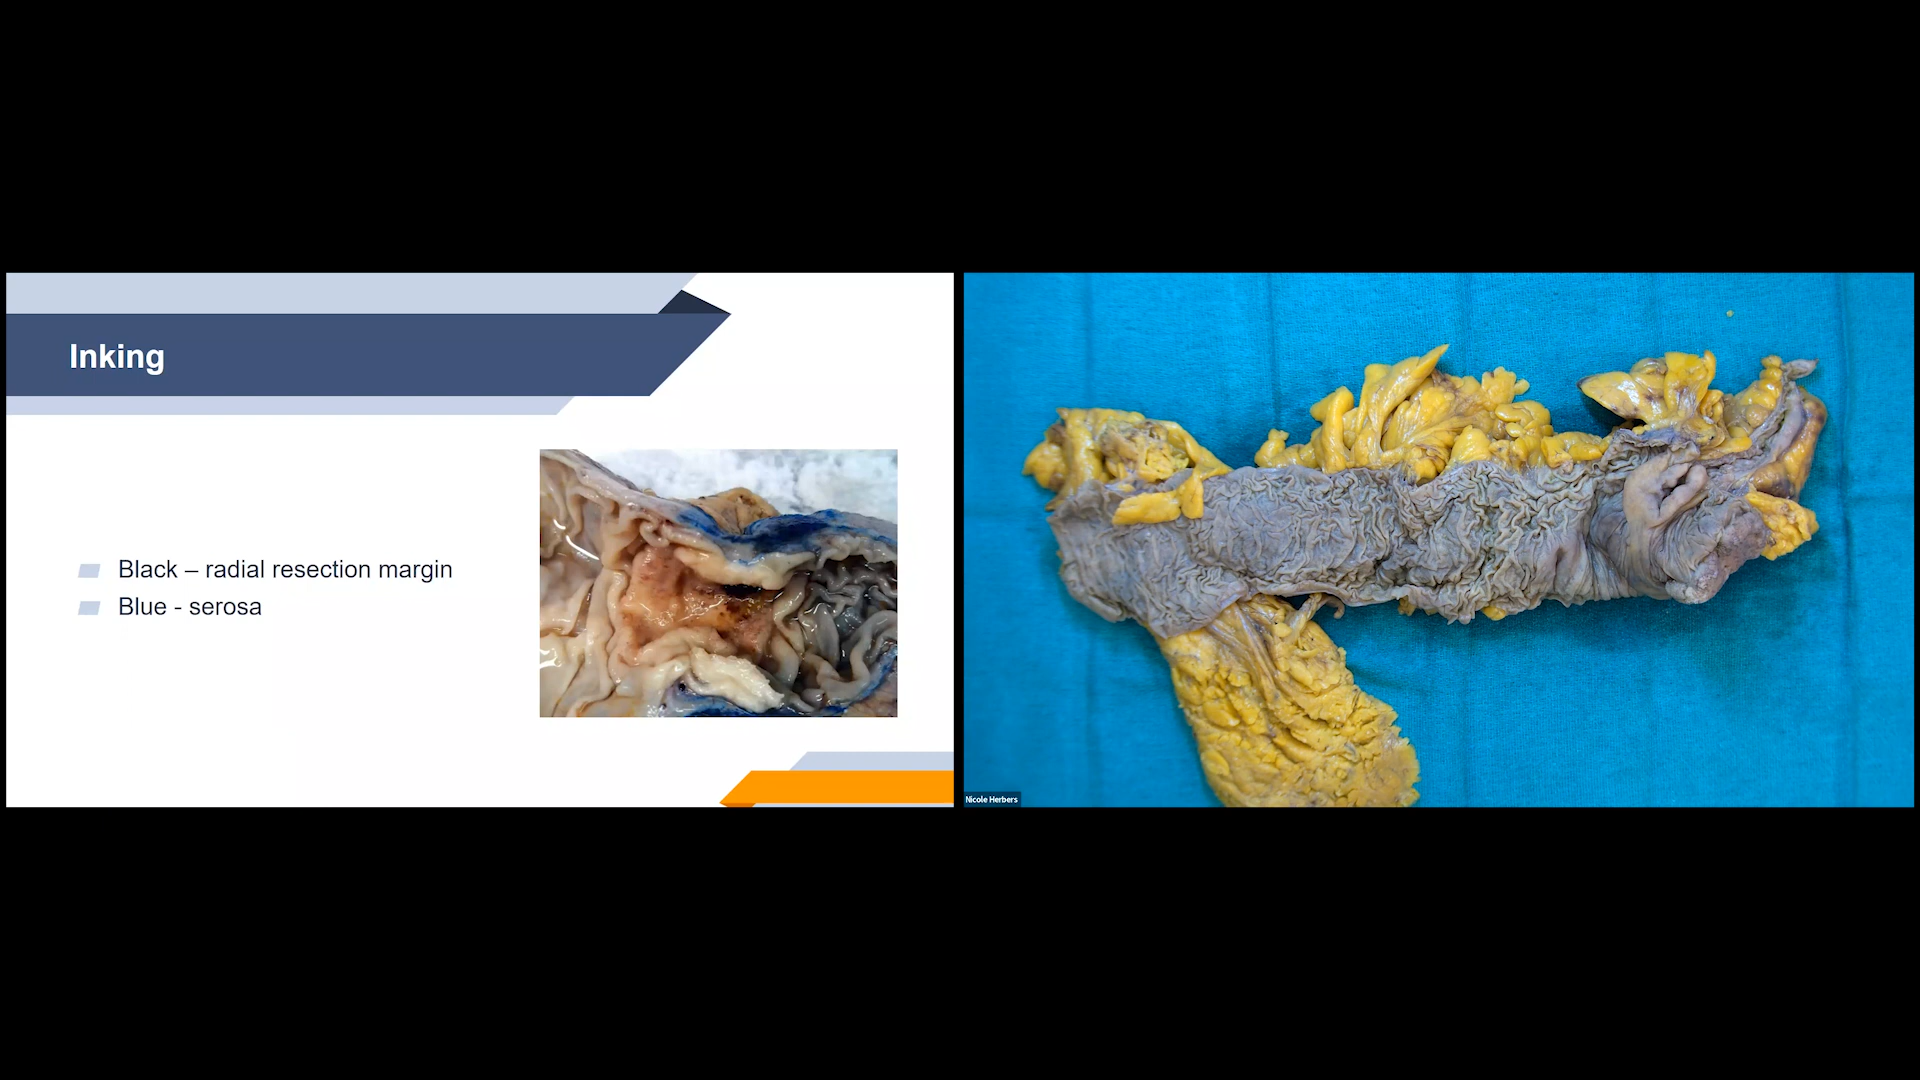 Inking
Black – radial resection margin
Blue - serosa
Nicole Herbers